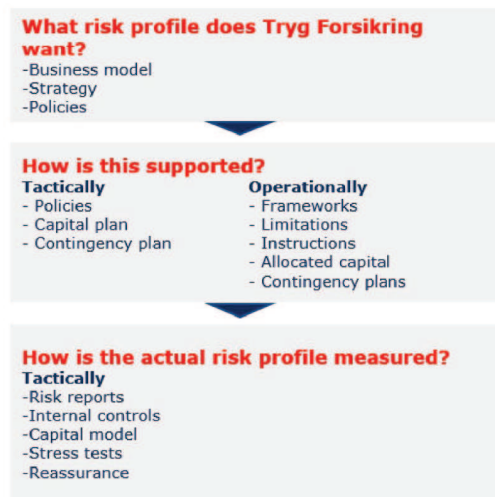 What risk profile does Tryg Forsikring
want?
-Business model
-Strategy
-Policies
How is this supported?
Tactically
- Policies
- Capital plan
- Contingency plan
Operationally
- Frameworks
- Limitations
- Instructions
- Allocated capital
- Contingency plans
How is the actual risk profile measured?
Tactically
-Risk reports
-Internal controls
-Capital model
-Stress tests
-Reassurance